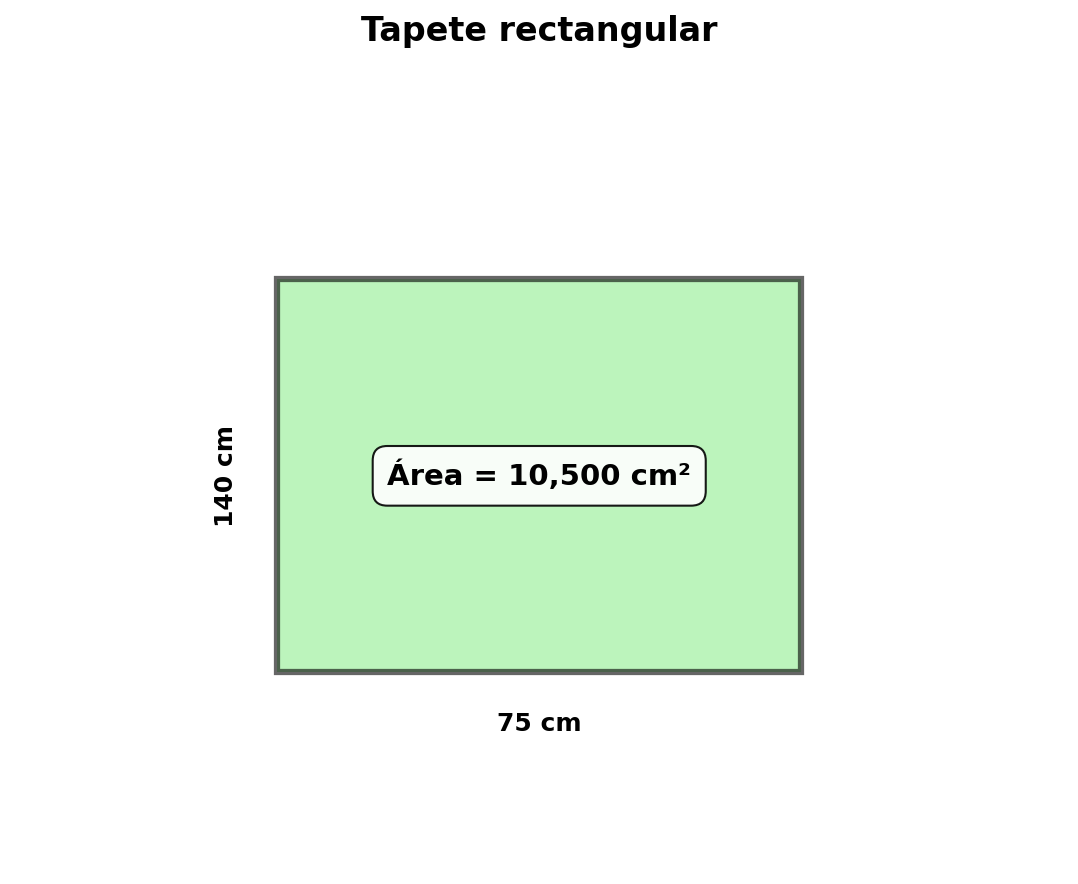 Tapete rectangular
Área = 10,500 cm²
140 cm
75 cm